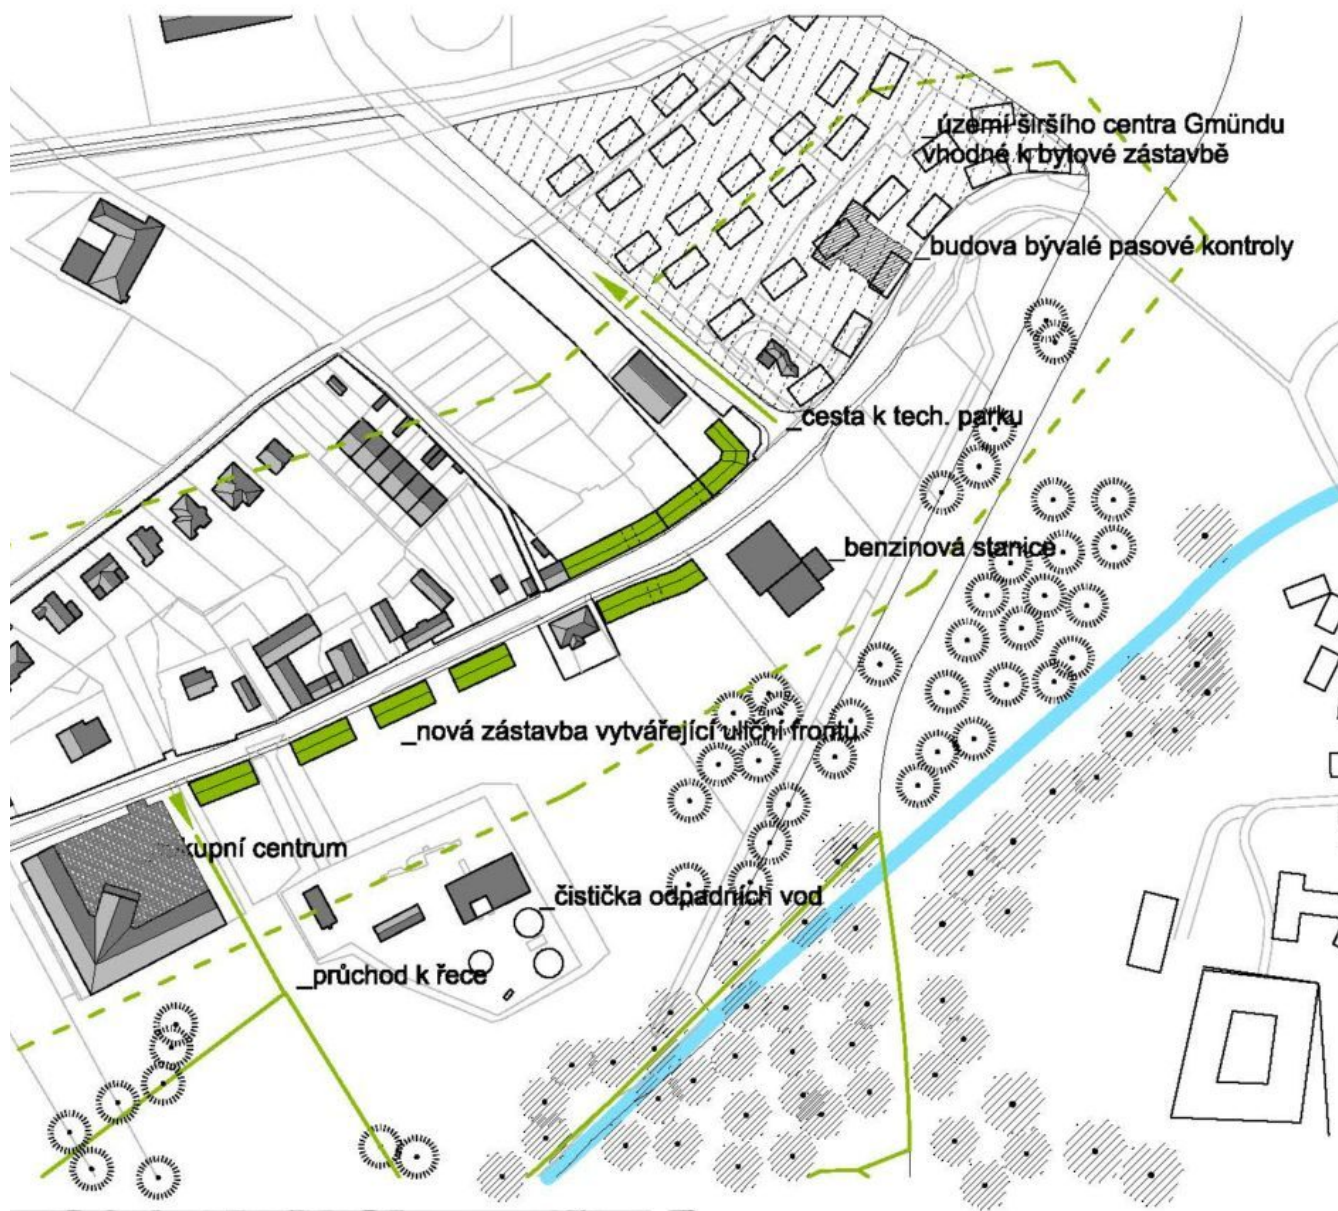 _území širšího centra Gmündu
vhodné k bytové zástavbě
_budova bývalé pasové kontroly
_cesta k tech. parku
_benzinová stanice
_nová zástavba vytvářející uliční frontu
centrum
_čistička odpadních vod
_průchod k řece